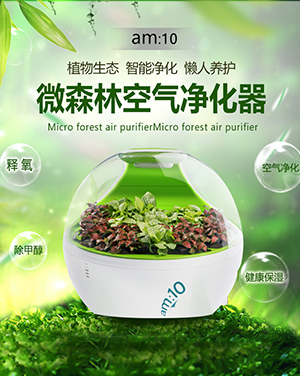 am:10
植物生态 智能净化 懒人养护
微森林空气净化器
Micro forest air purifierMicro forest air purifier
释氧
空气净化
除甲醇
健康保湿
am:10